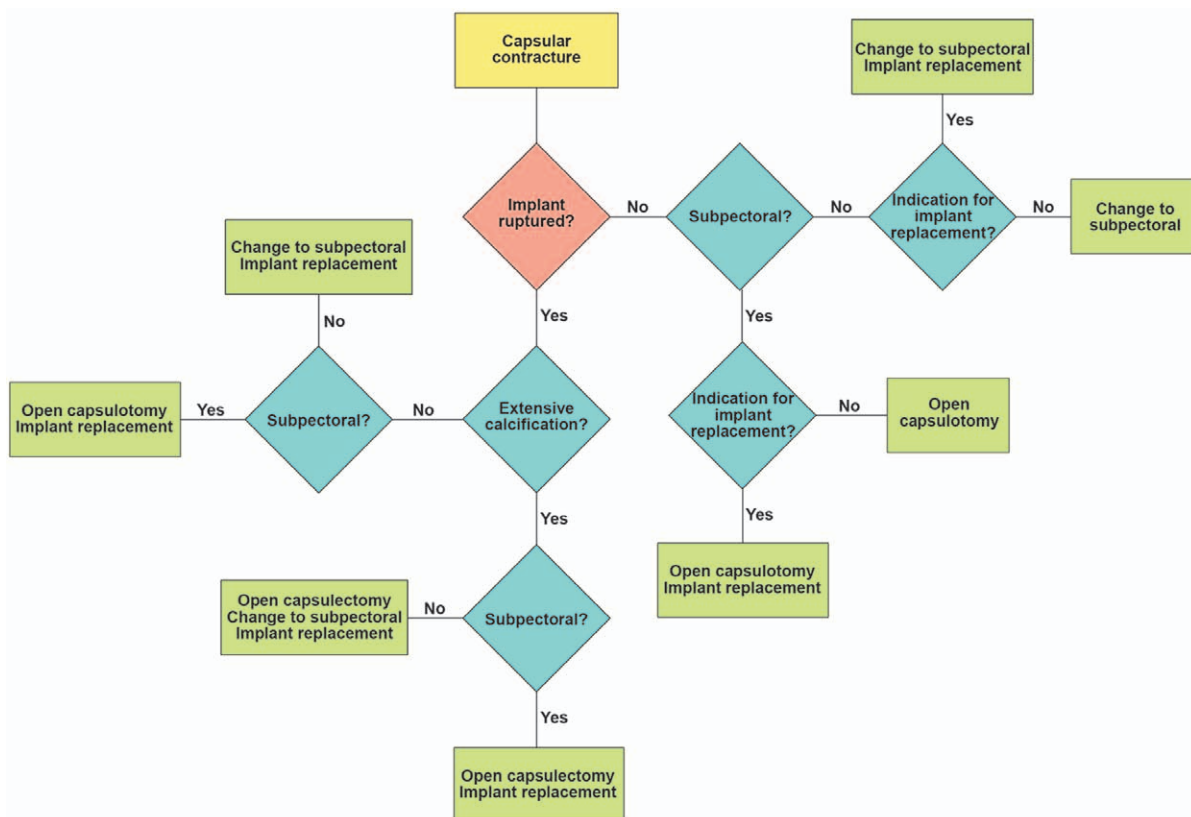 Capsular
contracture
Change to subpectoral
Implant replacement
Yes
Implant
ruptured?
No
Subpectoral?
No
Indication for
implant
replacement?
No
Change to
subpectoral
Change to subpectoral
Implant replacement
No
Yes
Yes
Open capsulotomy
Implant replacement
Yes
Subpectoral?
No
Extensive
calcification?
Indication for
implant
replacement?
No
Open
capsulotomy
Yes
Yes
Open capsulotomy
Implant replacement
Open capsulectomy
Change to subpectoral
Implant replacement
No
Subpectoral?
Yes
Open capsulectomy
Implant replacement